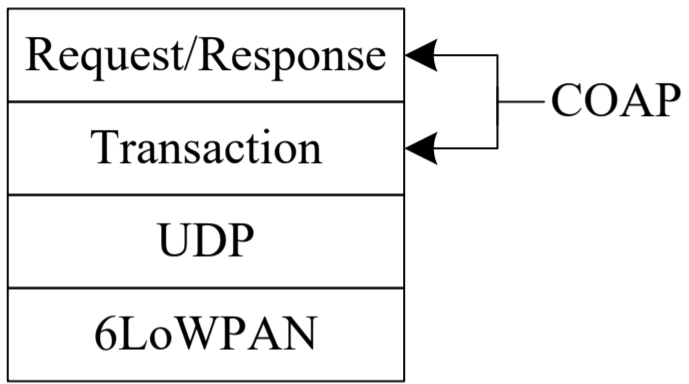 Request/Response
COAP
Transaction
UDP
6LoWPAN